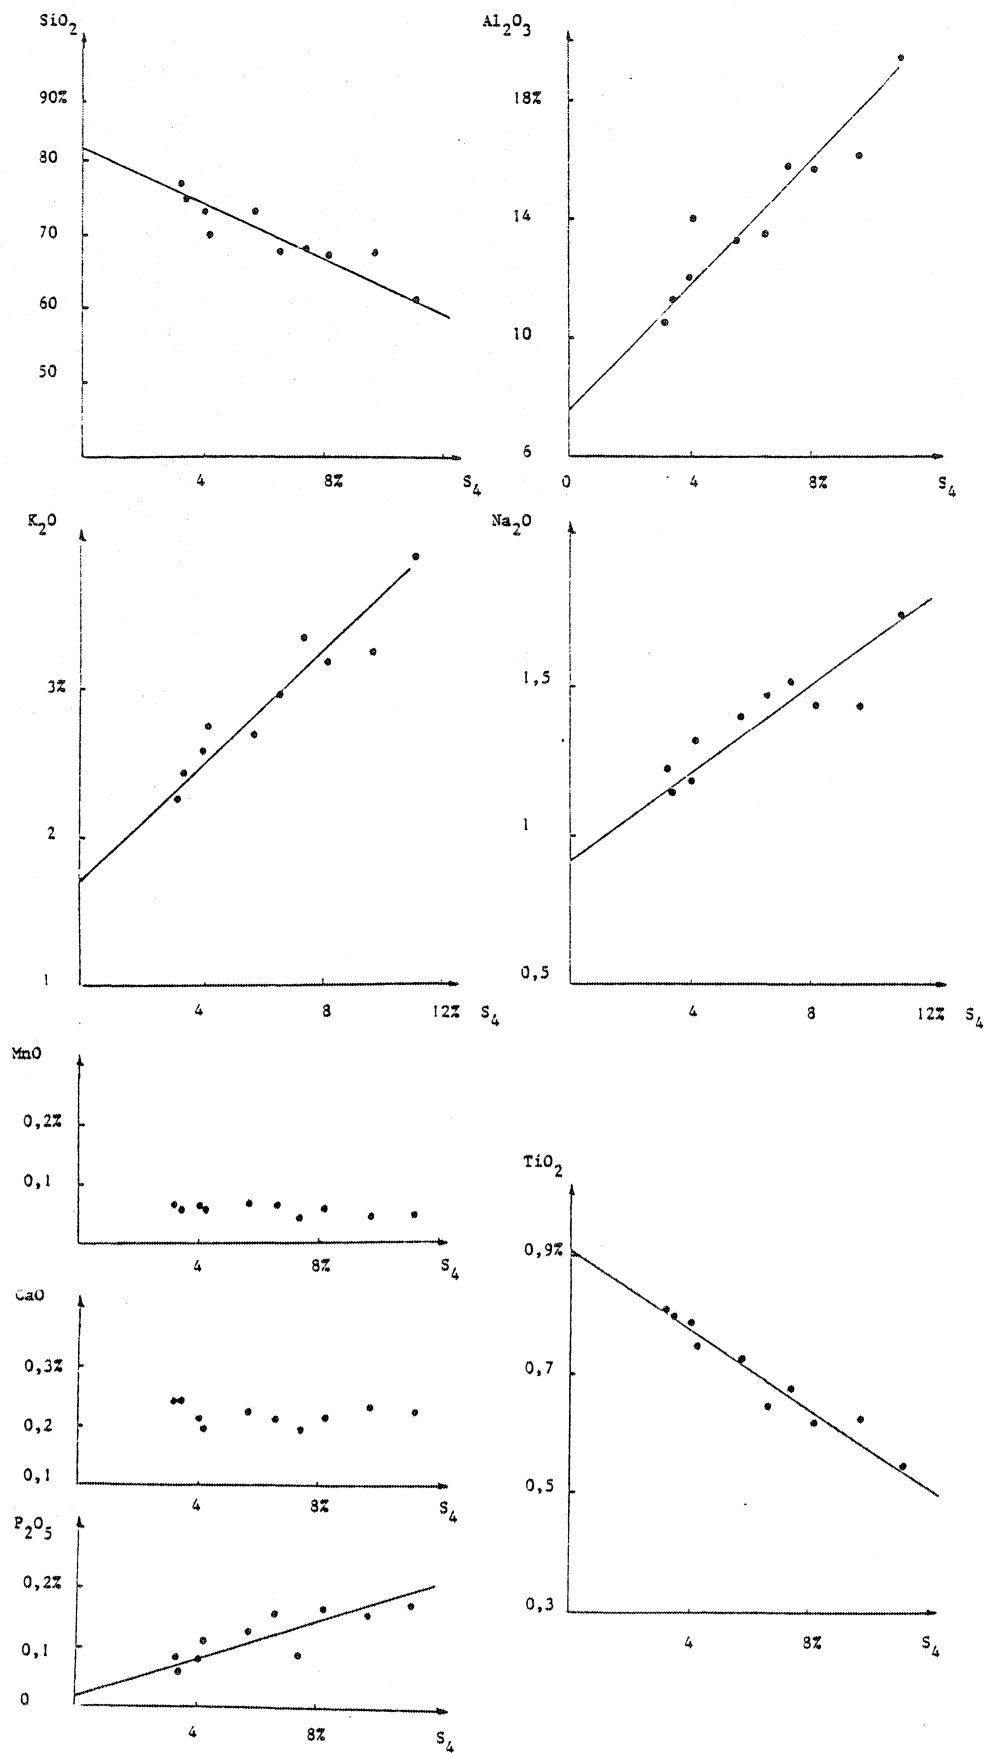 SiO2
90%
80
70
60
50
4 8% S4
Al2O3
18%
14
10
6
0 4 8% S4
K2O
3%
2
1
4 8 12% S4
Na2O
1,5
1
0,5
4 8 12% S4
MnO
0,2%
0,1
4 8% S4
CaO
0,3%
0,2
0,1
4 8% S4
P2O5
0,2%
0,1
0
4 8% S4
TiO2
0,9%
0,7
0,5
0,3
4 8% S4